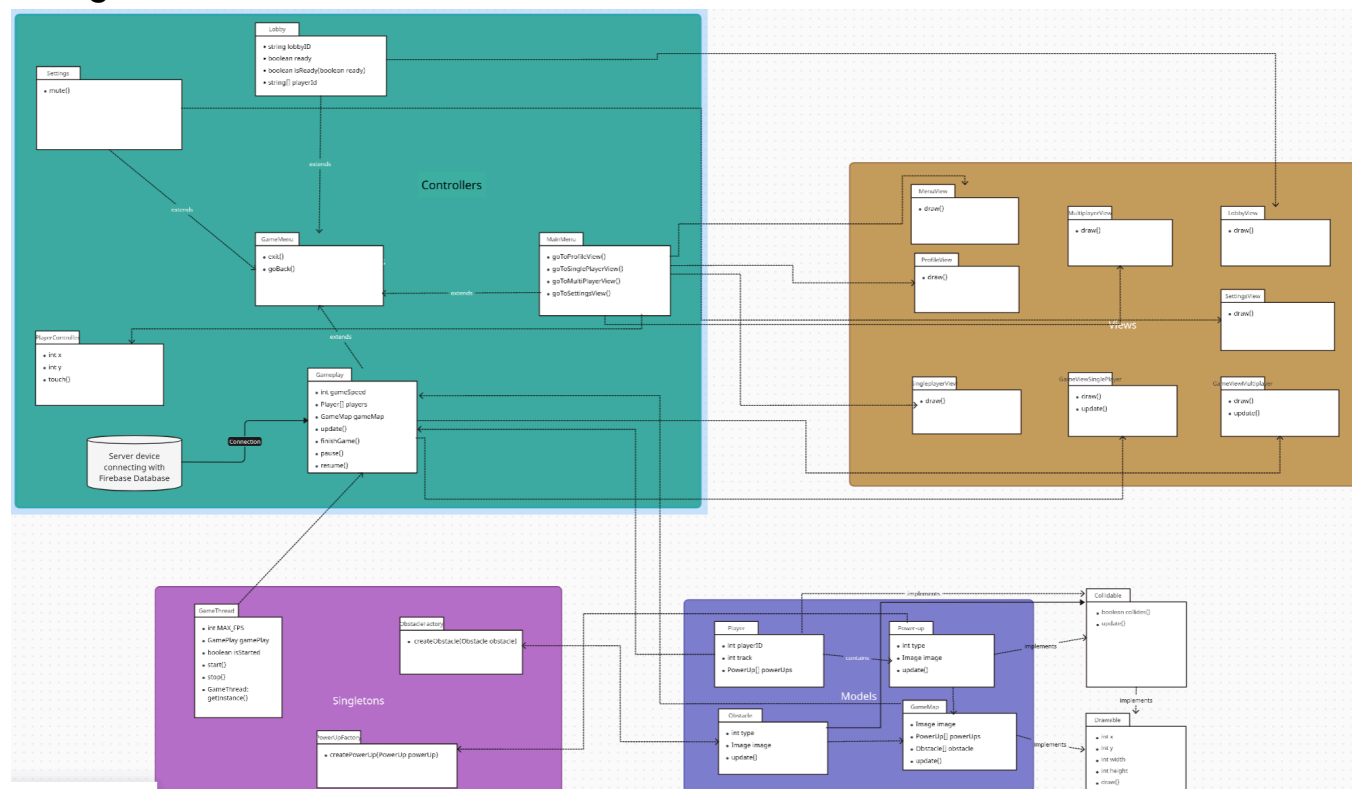 Lobby
string lobbyID
boolean ready
boolean isReady(boolean ready)
string[] playerId
Settings
mute()
extends
extends
Controllers
GameMenu
exit()
goBack()
MainMenu
goToProfileView()
goToSinglePlayerView()
goToMultiPlayerView()
goToSettingsView()
extends
extends
PlayerController
int x
int y
touch()
Gameplay
int gameSpeed
Player[] players
GameMap gameMap
update()
finishGame()
pause()
resume()
Connection
Server device
connecting with
Firebase Database
MenuView
draw()
MultiplayerView
draw()
LobbyView
draw()
ProfileView
draw()
SettingsView
draw()
Views
SingleplayerView
draw()
GameViewSinglePlayer
draw()
update()
GameViewMultiplayer
draw()
update()
GameThread
int MAX_FPS
GamePlay gamePlay
boolean isStarted
start()
stop()
GameThread:
getInstance()
ObstacleFactory
createObstacle(Obstacle obstacle)
Singletons
PowerUpFactory
createPowerUp(PowerUp powerUp)
Player
int playerID
int track
PowerUp[] powerUps
contains
Power-up
int type
Image image
update()
Models
Obstacle
int type
Image image
update()
GameMap
Image image
PowerUp[] powerUps
Obstacle[] obstacle
update()
implements
implements
implements
implements
Collidable
boolean collides()
update()
Drawable
int x
int y
int width
int height
draw()